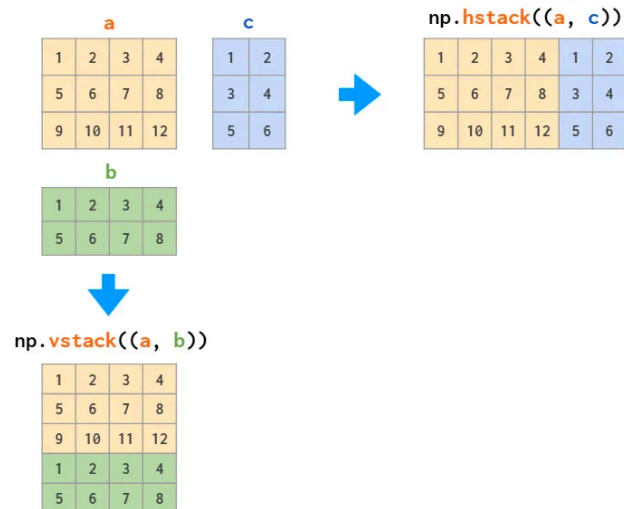 a
1 2 3 4
5 6 7 8
9 10 11 12
c
1 2
3 4
5 6
np.hstack((a, c))
1 2 3 4 1 2
5 6 7 8 3 4
9 10 11 12 5 6
b
1 2 3 4
5 6 7 8
np.vstack((a, b))
1 2 3 4
5 6 7 8
9 10 11 12
1 2 3 4
5 6 7 8